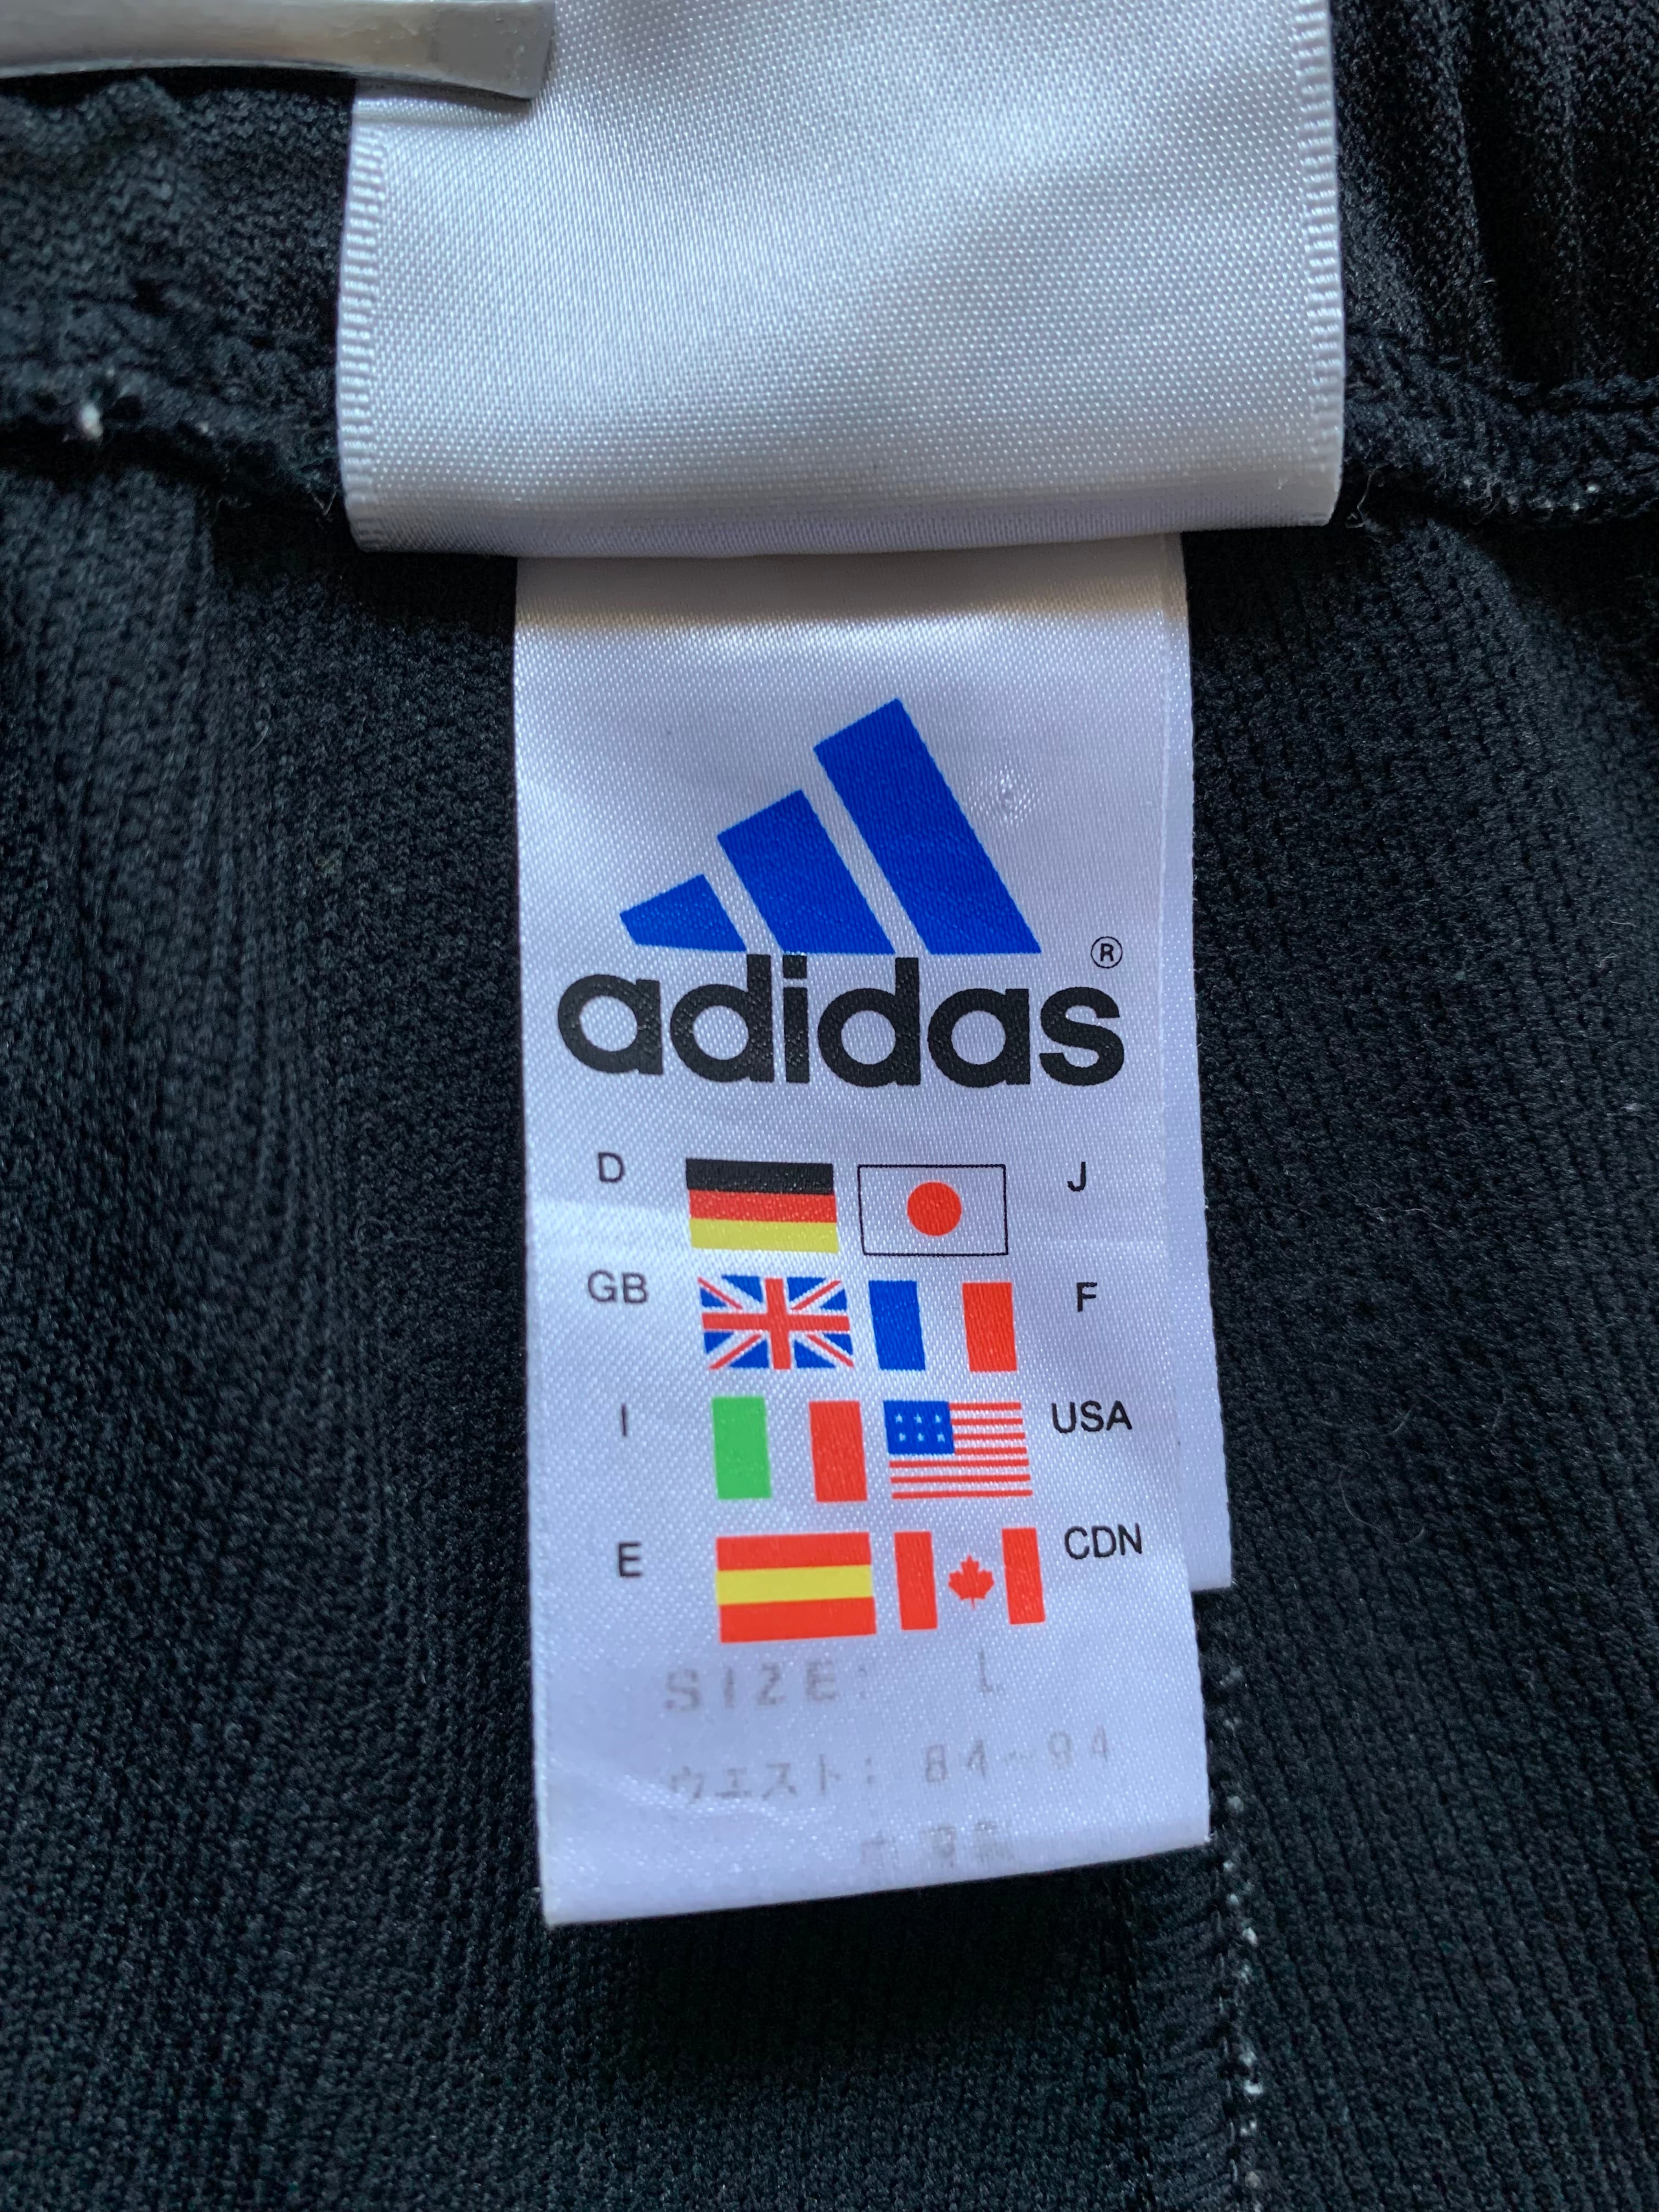 adidas®
D J
GB F
I USA
E CDN
SIZE: L
ウエスト: 84~94